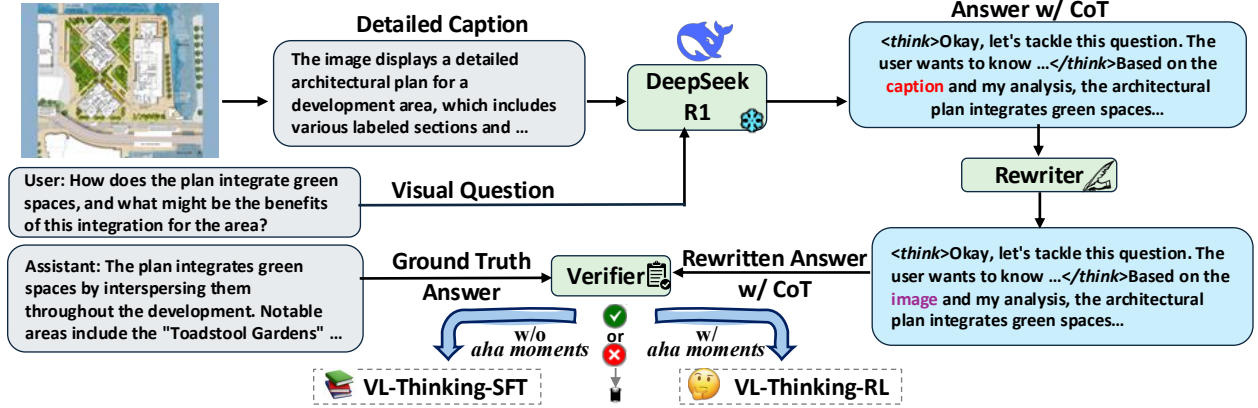 Detailed Caption
The image displays a detailed
architectural plan for a
development area, which includes
various labeled sections and ...
DeepSeek
R1
Answer w/ CoT
<think>Okay, let's tackle this question. The
user wants to know ...</think>Based on the
caption and my analysis, the architectural
plan integrates green spaces...
User: How does the plan integrate green
spaces, and what might be the benefits
of this integration for the area?
Visual Question
Rewriter
Assistant: The plan integrates green
spaces by interspersing them
throughout the development. Notable
areas include the "Toadstool Gardens" ...
Ground Truth
Answer
Verifier
Rewritten Answer
w/ CoT
<think>Okay, let's tackle this question. The
user wants to know ...</think>Based on the
image and my analysis, the architectural
plan integrates green spaces...
w/o
aha moments
or
w/
aha moments
VL-Thinking-SFT
VL-Thinking-RL